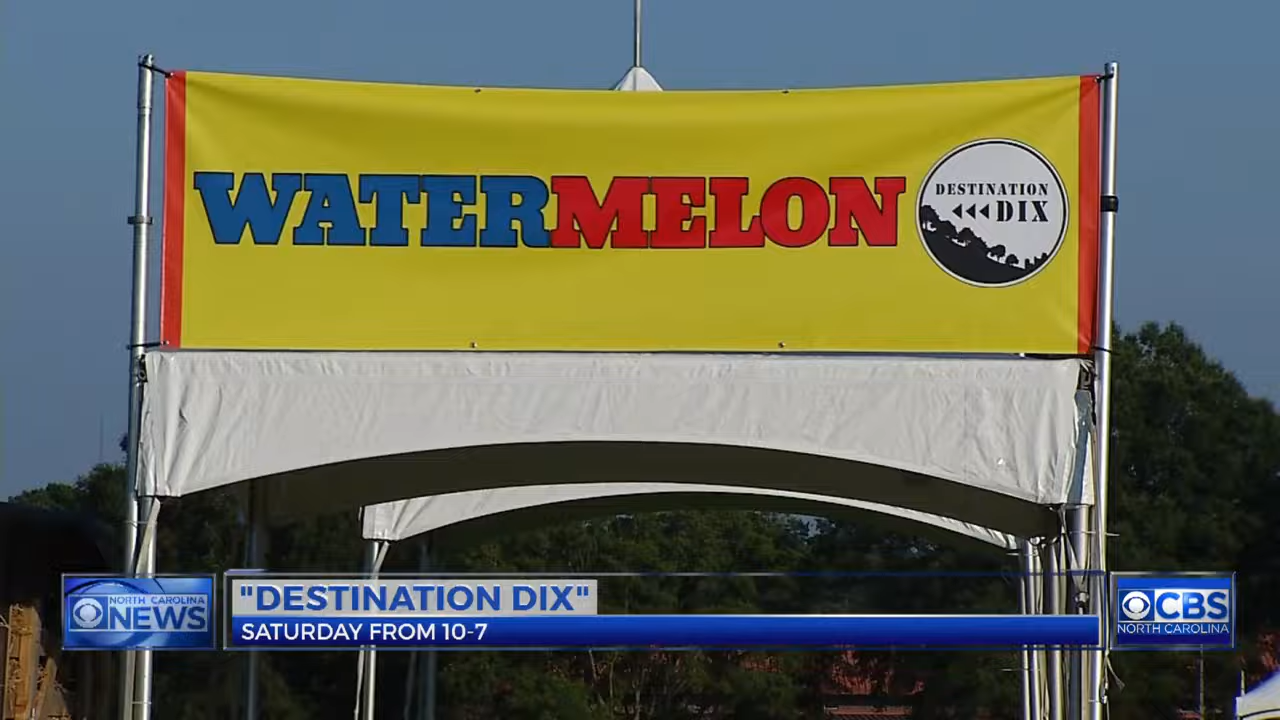 WATERMELON
DESTINATION
DIX
NORTH CAROLINA
NEWS
"DESTINATION DIX"
SATURDAY FROM 10-7
CBS
NORTH CAROLINA